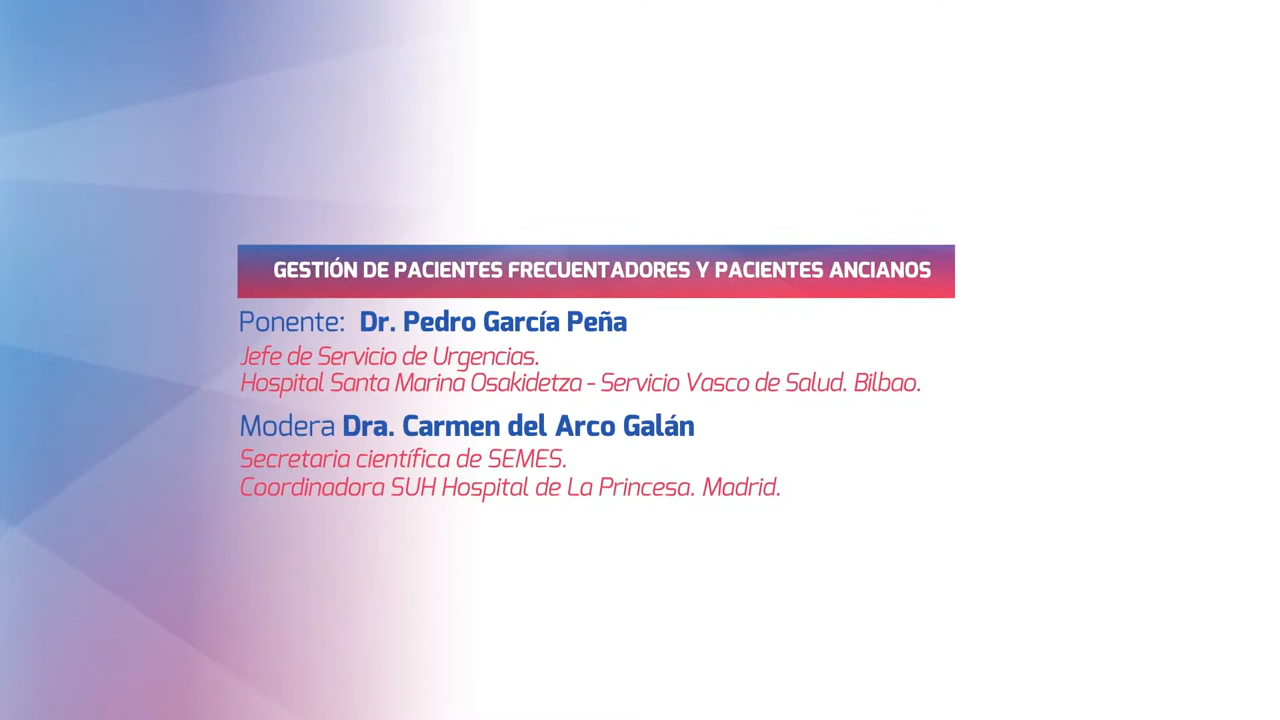 GESTIÓN DE PACIENTES FRECUENTADORES Y PACIENTES ANCIANOS
Ponente: Dr. Pedro García Peña
Jefe de Servicio de Urgencias.
Hospital Santa Marina Osakidetza - Servicio Vasco de Salud. Bilbao.
Modera Dra. Carmen del Arco Galán
Secretaria científica de SEMES.
Coordinadora SUH Hospital de La Princesa. Madrid.